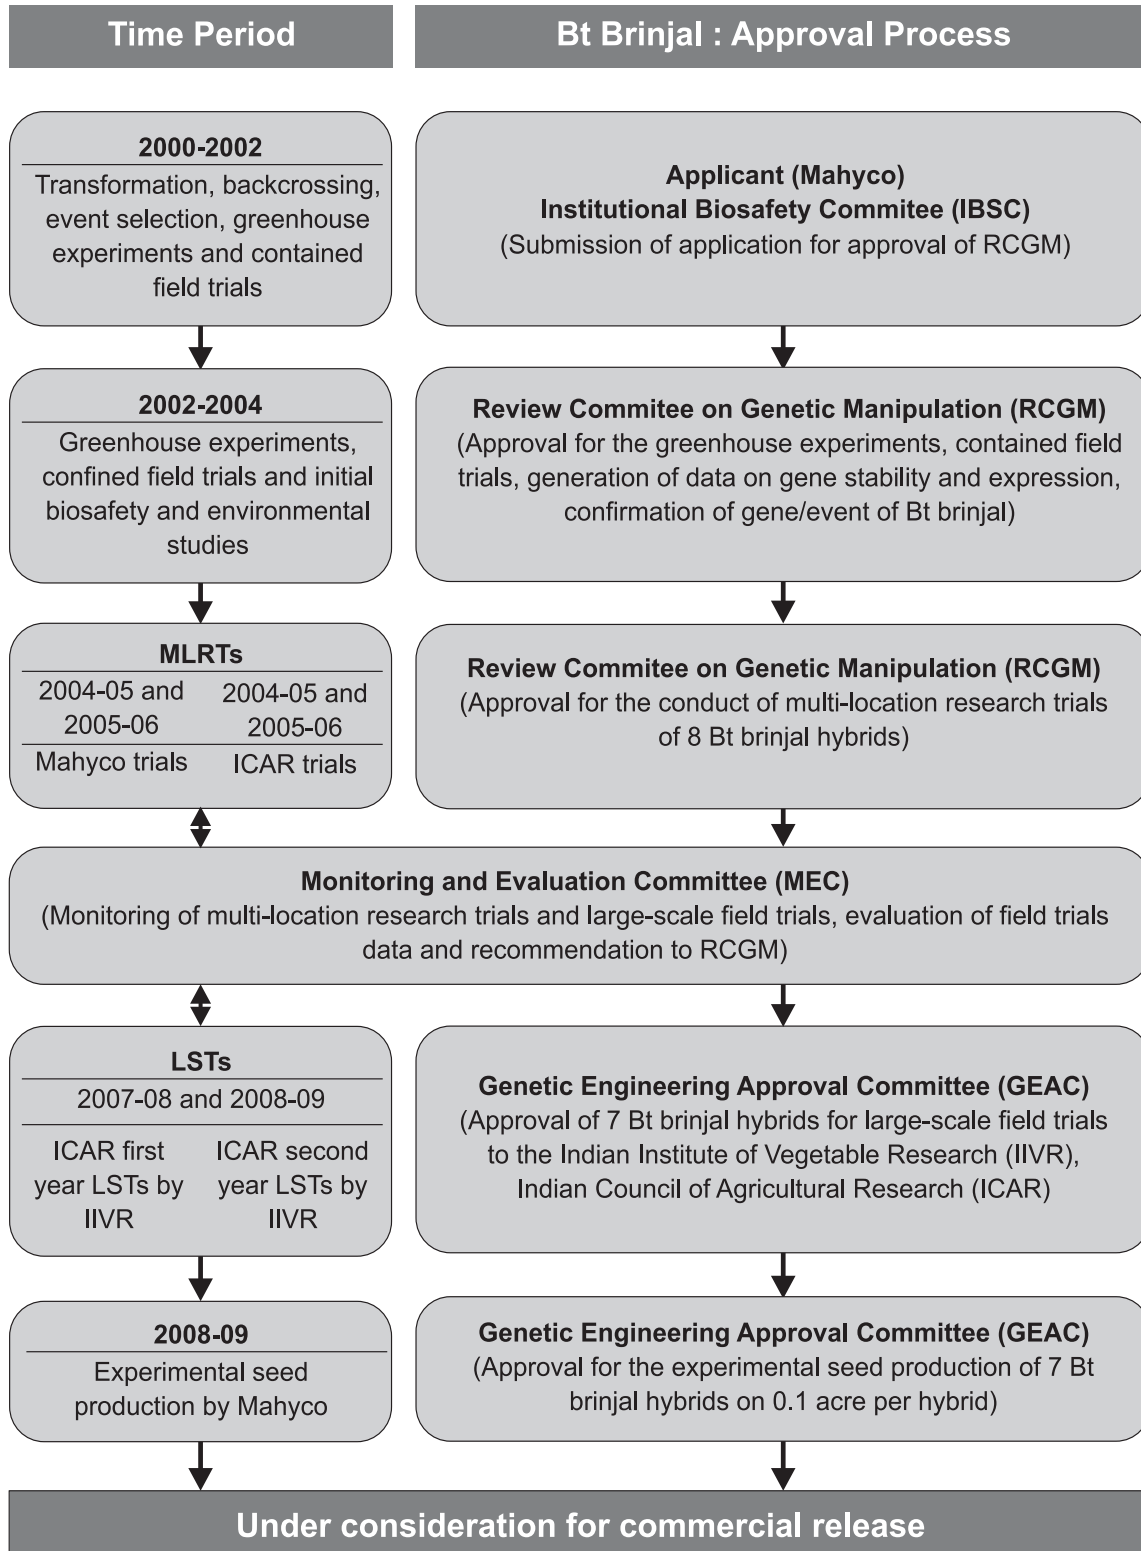 Time Period
Bt Brinjal : Approval Process
2000-2002
Transformation, backcrossing,
event selection, greenhouse
experiments and contained
field trials
Applicant (Mahyco)
Institutional Biosafety Commitee (IBSC)
(Submission of application for approval of RCGM)
2002-2004
Greenhouse experiments,
confined field trials and initial
biosafety and environmental
studies
Review Commitee on Genetic Manipulation (RCGM)
(Approval for the greenhouse experiments, contained field
trials, generation of data on gene stability and expression,
confirmation of gene/event of Bt brinjal)
MLRTs
2004-05 and
2005-06
Mahyco trials
2004-05 and
2005-06
ICAR trials
Review Commitee on Genetic Manipulation (RCGM)
(Approval for the conduct of multi-location research trials
of 8 Bt brinjal hybrids)
Monitoring and Evaluation Committee (MEC)
(Monitoring of multi-location research trials and large-scale field trials, evaluation of field trials
data and recommendation to RCGM)
LSTs
2007-08 and 2008-09
ICAR first
year LSTs by
IIVR
ICAR second
year LSTs by
IIVR
Genetic Engineering Approval Committee (GEAC)
(Approval of 7 Bt brinjal hybrids for large-scale field trials
to the Indian Institute of Vegetable Research (IIVR),
Indian Council of Agricultural Research (ICAR)
2008-09
Experimental seed
production by Mahyco
Genetic Engineering Approval Committee (GEAC)
(Approval for the experimental seed production of 7 Bt
brinjal hybrids on 0.1 acre per hybrid)
Under consideration for commercial release